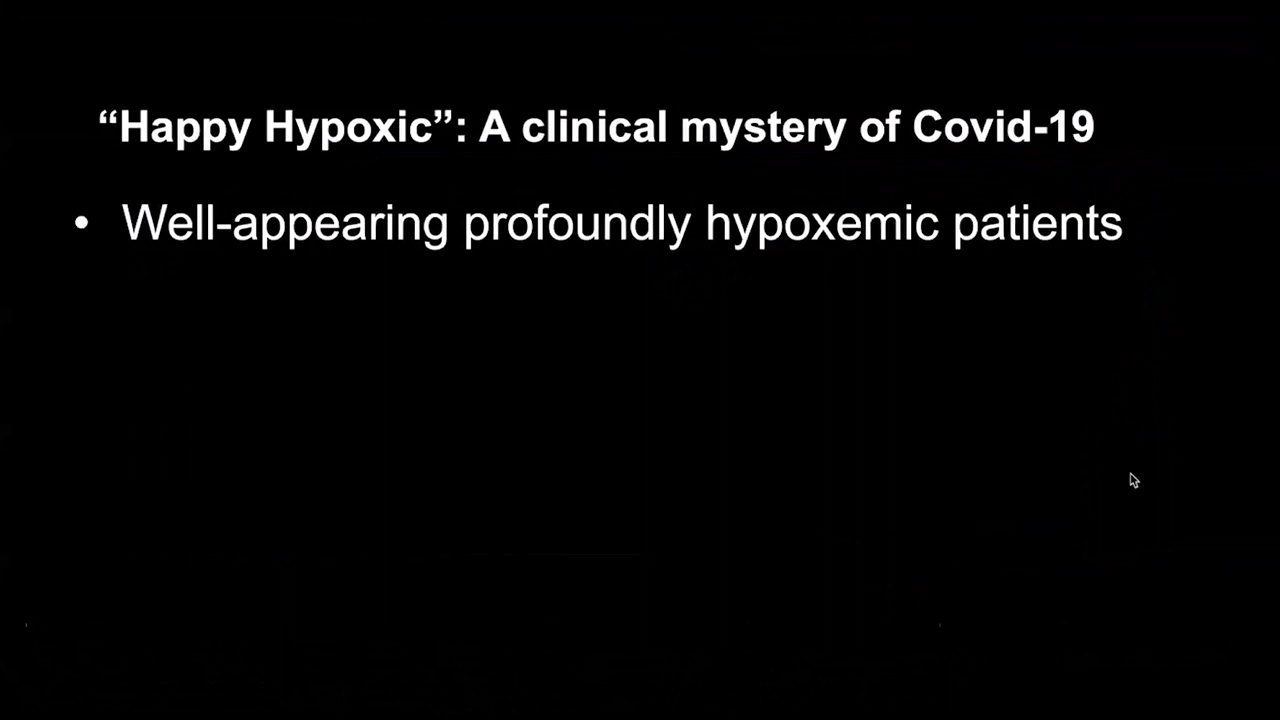 “Happy Hypoxic”: A clinical mystery of Covid-19
• Well-appearing profoundly hypoxemic patients